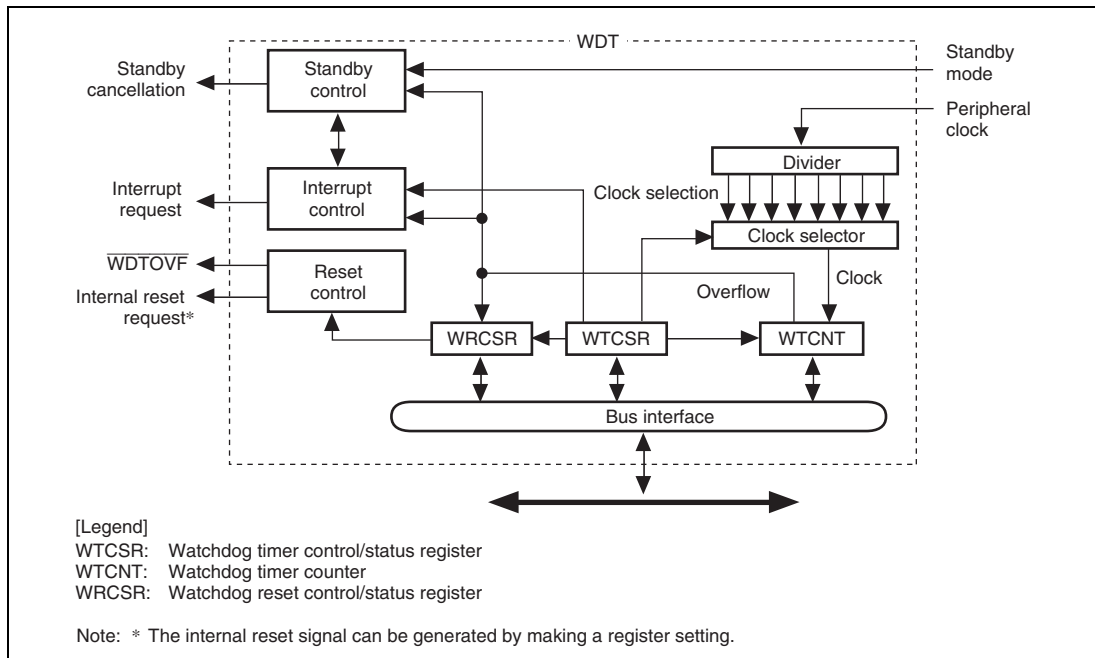 WDT
Standby
cancellation
Standby
control
Standby
mode
Peripheral
clock
Divider
Interrupt
request
Interrupt
control
Clock selection
Clock selector
WDTOVF
Reset
control
Internal reset
request*
Overflow
Clock
WRCSR
WTCSR
WTCNT
Bus interface
[Legend]
WTCSR: Watchdog timer control/status register
WTCNT: Watchdog timer counter
WRCSR: Watchdog reset control/status register
Note: * The internal reset signal can be generated by making a register setting.